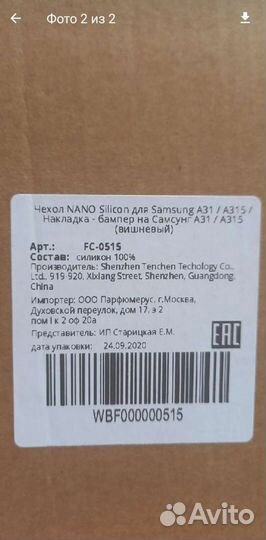 Фото 2 из 2
Чехол NANO Silicon для Samsung A31 / A315 /
Накладка - бампер на Самсунг A31 / A315
(вишневый)
Арт.: FC-0515
Состав: силикон 100%
Производитель: Shenzhen Tenchen Techology Co.,
Ltd., 919-920, Xixiang Street, Shenzhen, Guangdong,
China
Импортер: ООО Парфюмерус, г.Москва,
Духовской переулок, дом 17, э 2
пом I к 2 оф 20а
Представитель: ИП Старицкая Е.М.
дата упаковки: 24.09.2020
EAC
WBF000000515
Avito